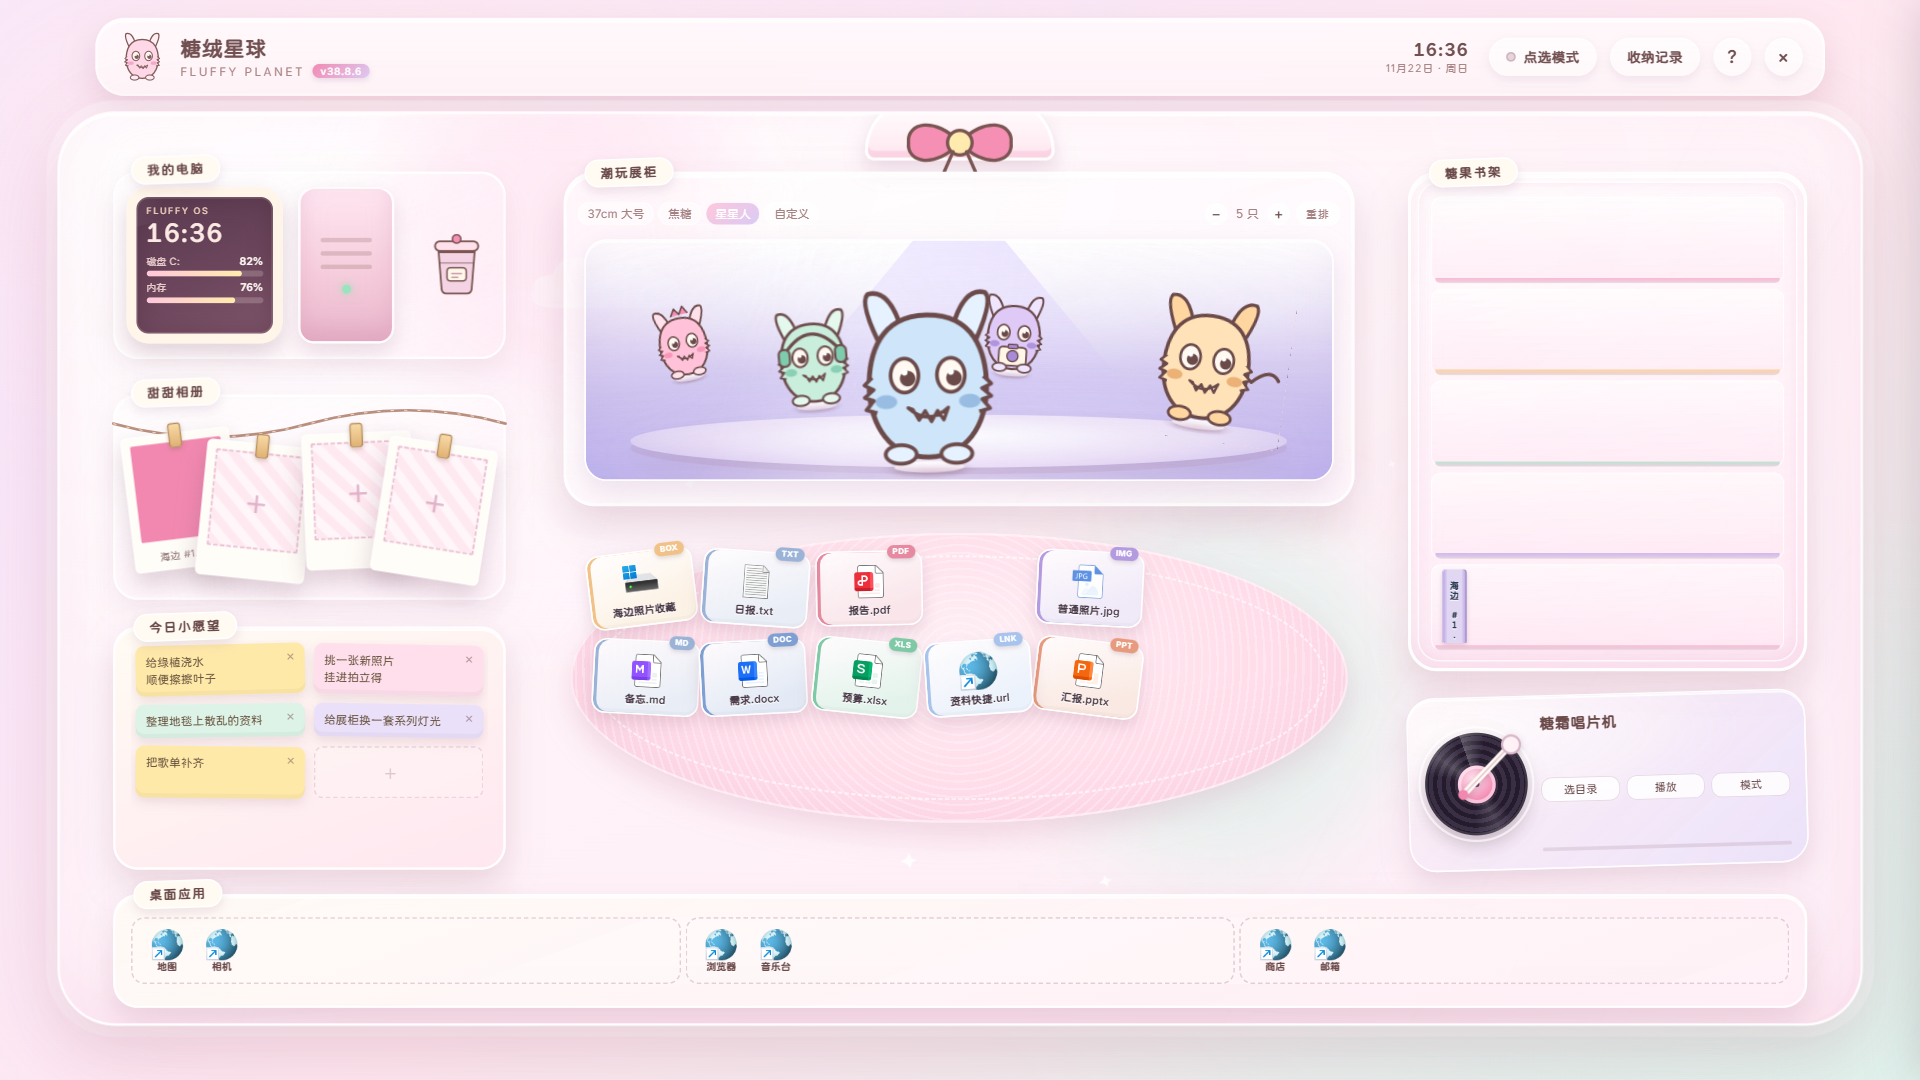 糖绒星球
FLUFFY PLANET v38.8.6
16:36
11月22日 · 周日
点选模式
收纳记录
?
×
我的电脑
FLUFFY OS
16:36
磁盘 C: 82%
内存 76%
甜甜相册
海边 #1
今日小愿望
给绿植浇水
顺便擦擦叶子
×
挑一张新照片
挂进拍立得
×
整理地毯上散乱的资料 ×
给展柜换一套系列灯光 ×
把歌单补齐 ×
+
潮玩展柜
37cm 大号 焦糖 星星人 自定义
− 5 只 + 重排
BOX
海边照片收藏
TXT
日报.txt
PDF
报告.pdf
IMG
JPG
普通照片.jpg
MD
M
备忘.md
DOC
W
需求.docx
XLS
S
预算.xlsx
LNK
资料快捷.url
PPT
P
汇报.pptx
糖果书架
海边 #1.
糖霜唱片机
选目录 播放 模式
桌面应用
地图 相机 浏览器 音乐台 商店 邮箱